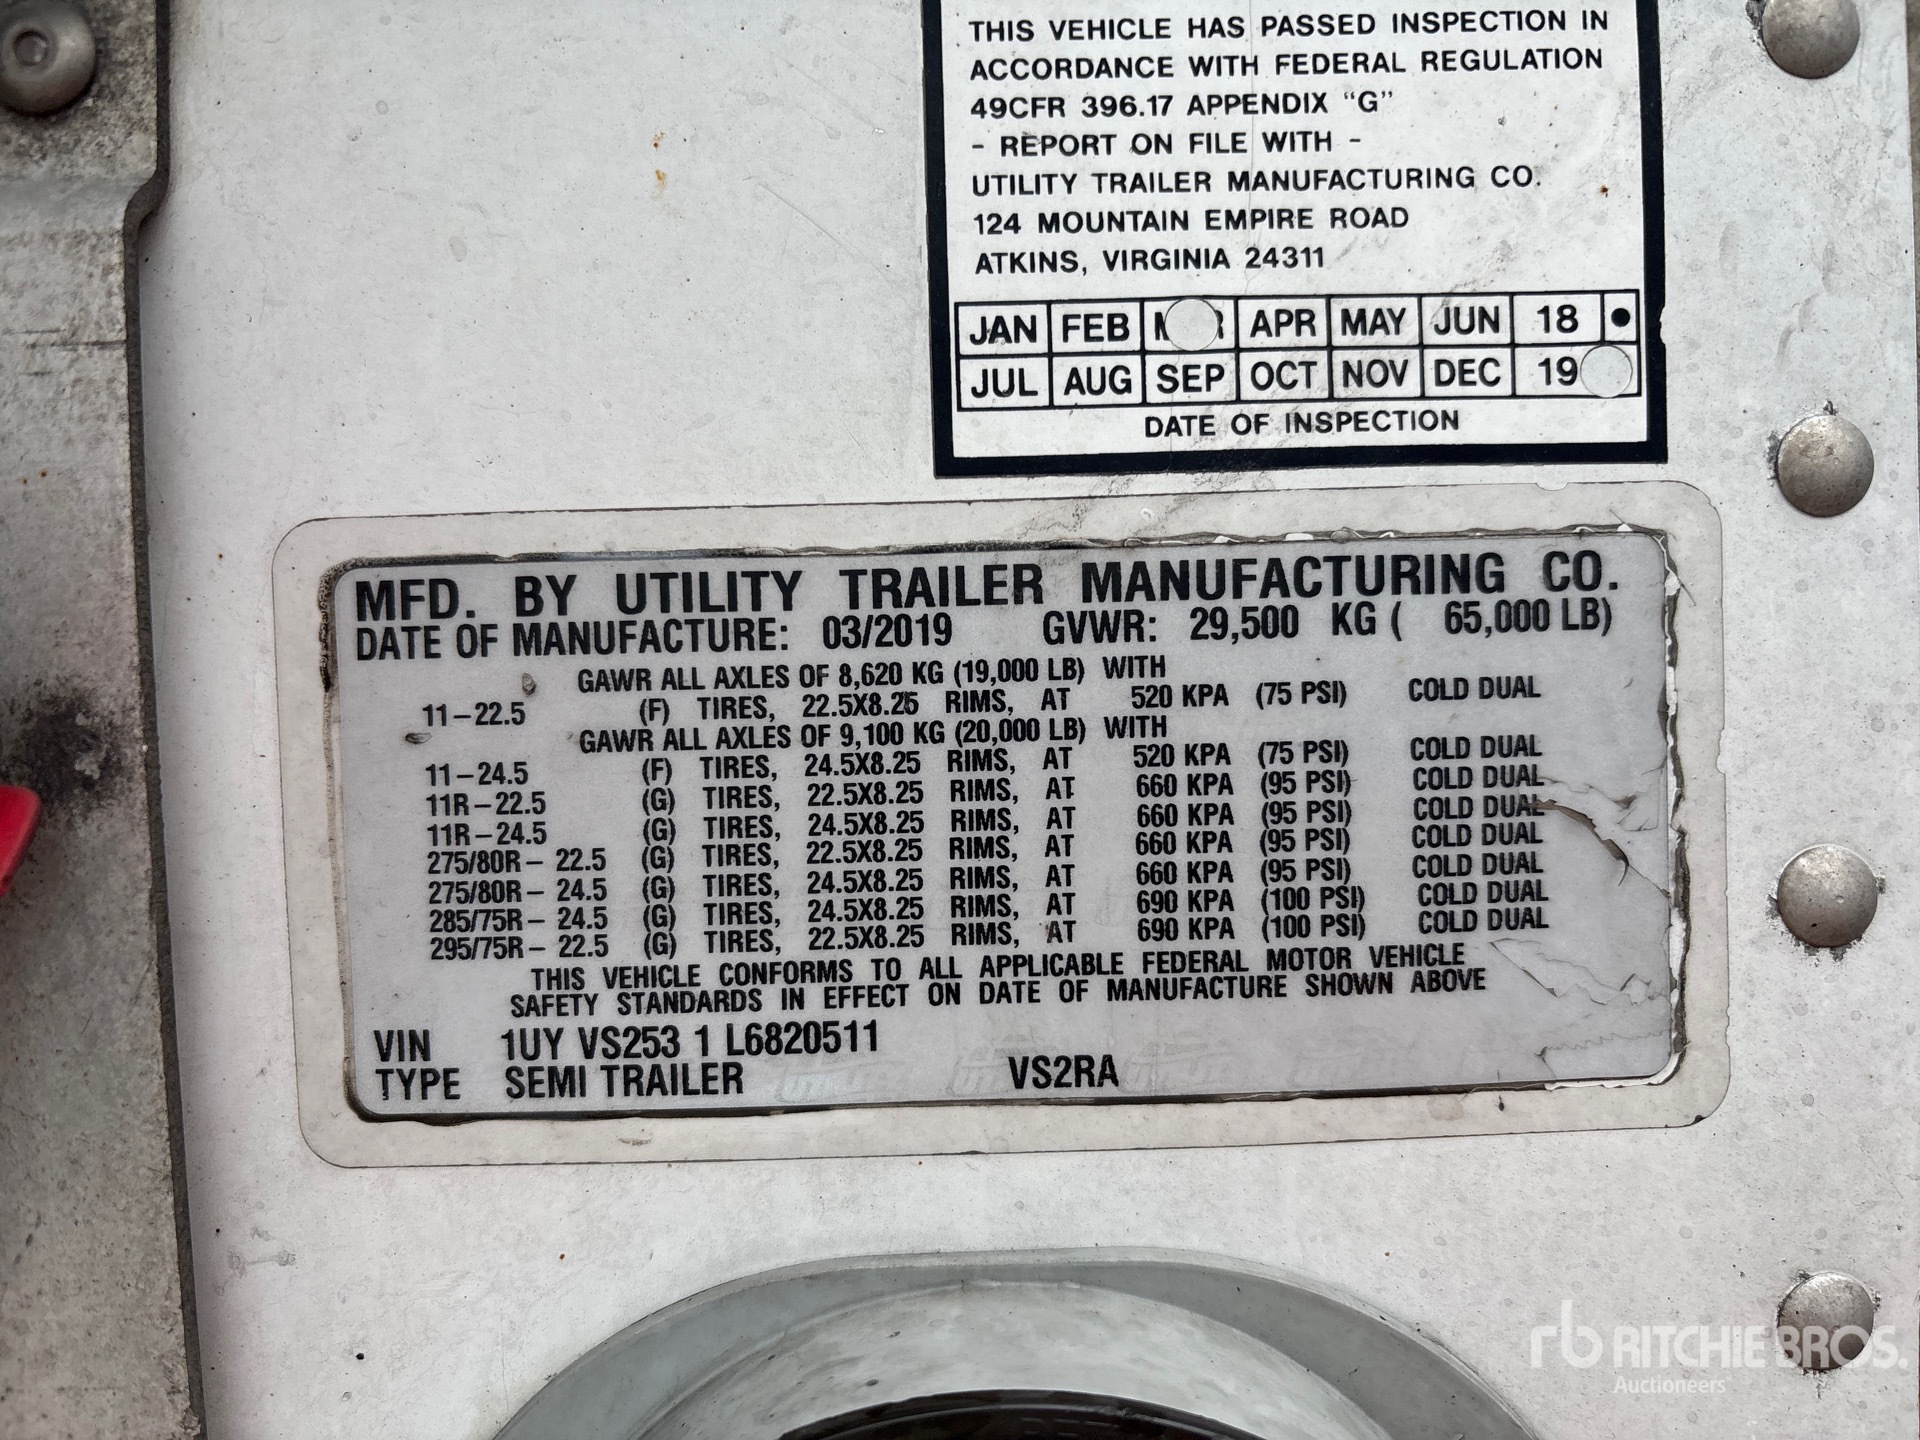 THIS VEHICLE HAS PASSED INSPECTION IN
ACCORDANCE WITH FEDERAL REGULATION
49CFR 396.17 APPENDIX "G"
- REPORT ON FILE WITH -
UTILITY TRAILER MANUFACTURING CO.
124 MOUNTAIN EMPIRE ROAD
ATKINS, VIRGINIA 24311
JAN FEB APR MAY JUN 18 •
JUL AUG SEP OCT NOV DEC 19
DATE OF INSPECTION
MFD. BY UTILITY TRAILER MANUFACTURING CO.
DATE OF MANUFACTURE: 03/2019 GVWR: 29,500 KG ( 65,000 LB)
GAWR ALL AXLES OF 8,620 KG (19,000 LB) WITH
11-22.5 (F) TIRES, 22.5X8.25 RIMS, AT 520 KPA (75 PSI) COLD DUAL
GAWR ALL AXLES OF 9,100 KG (20,000 LB) WITH
11-24.5 (F) TIRES, 24.5X8.25 RIMS, AT 520 KPA (75 PSI) COLD DUAL
11R-22.5 (G) TIRES, 22.5X8.25 RIMS, AT 660 KPA (95 PSI) COLD DUAL
11R-24.5 (G) TIRES, 24.5X8.25 RIMS, AT 660 KPA (95 PSI) COLD DUAL
275/80R- 22.5 (G) TIRES, 22.5X8.25 RIMS, AT 660 KPA (95 PSI) COLD DUAL
275/80R- 24.5 (G) TIRES, 24.5X8.25 RIMS, AT 660 KPA (95 PSI) COLD DUAL
285/75R- 24.5 (G) TIRES, 24.5X8.25 RIMS, AT 690 KPA (100 PSI) COLD DUAL
295/75R- 22.5 (G) TIRES, 22.5X8.25 RIMS, AT 690 KPA (100 PSI) COLD DUAL
THIS VEHICLE CONFORMS TO ALL APPLICABLE FEDERAL MOTOR VEHICLE
SAFETY STANDARDS IN EFFECT ON DATE OF MANUFACTURE SHOWN ABOVE
VIN 1UY VS253 1 L6820511
TYPE SEMI TRAILER VS2RA
rb RITCHIE BROS.
Auctioneers